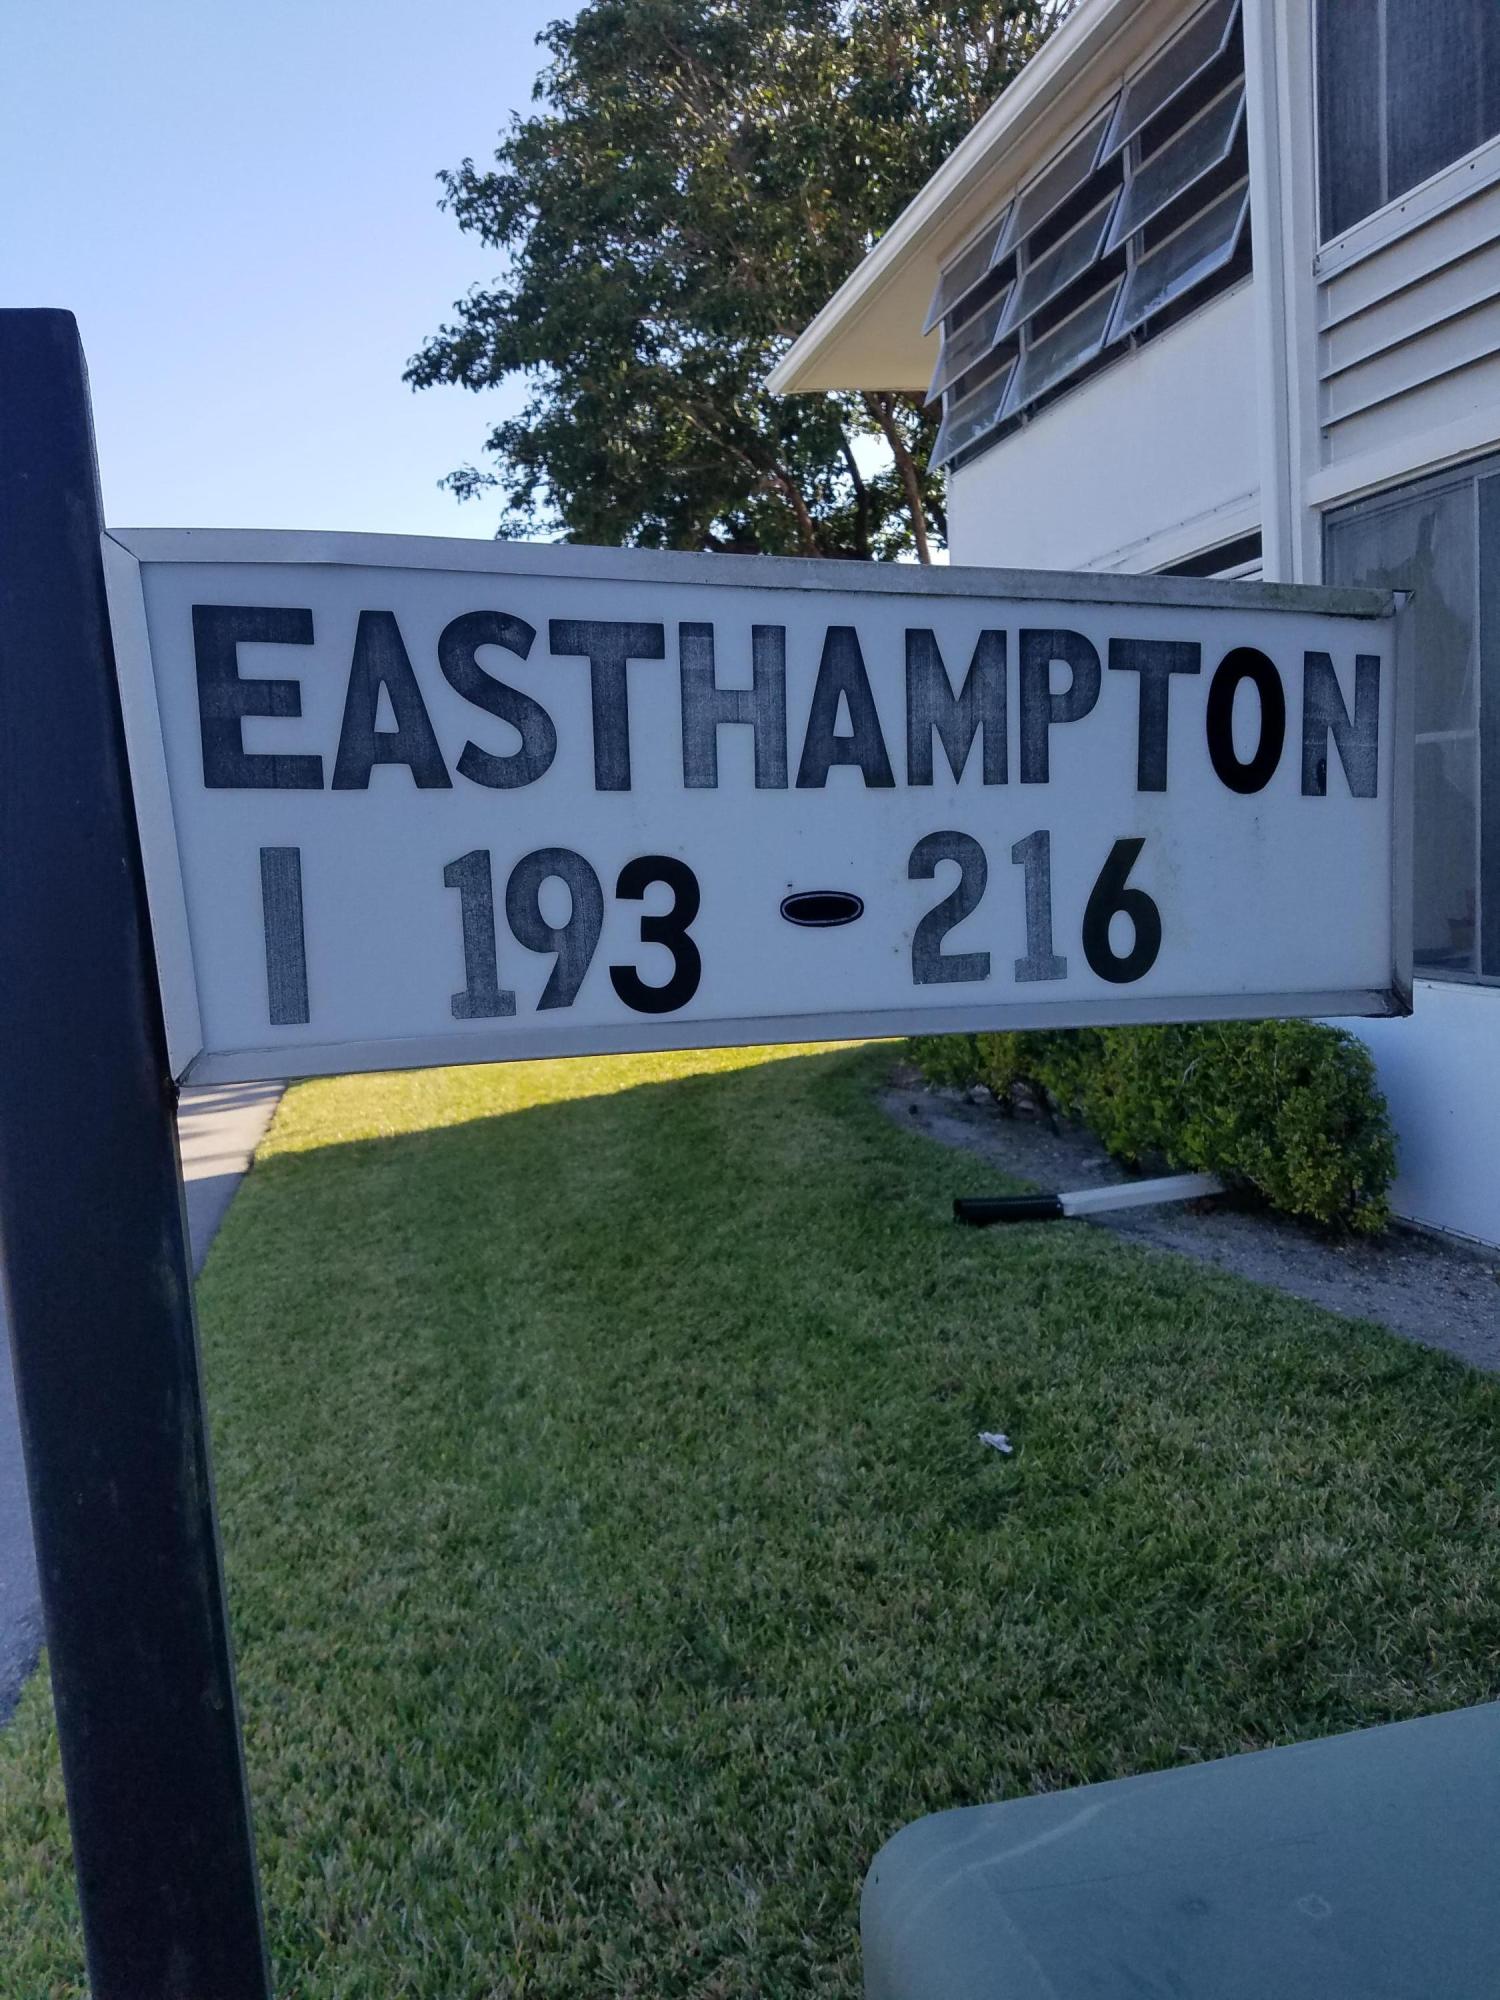 EASTHAMPTON
I 193 - 216